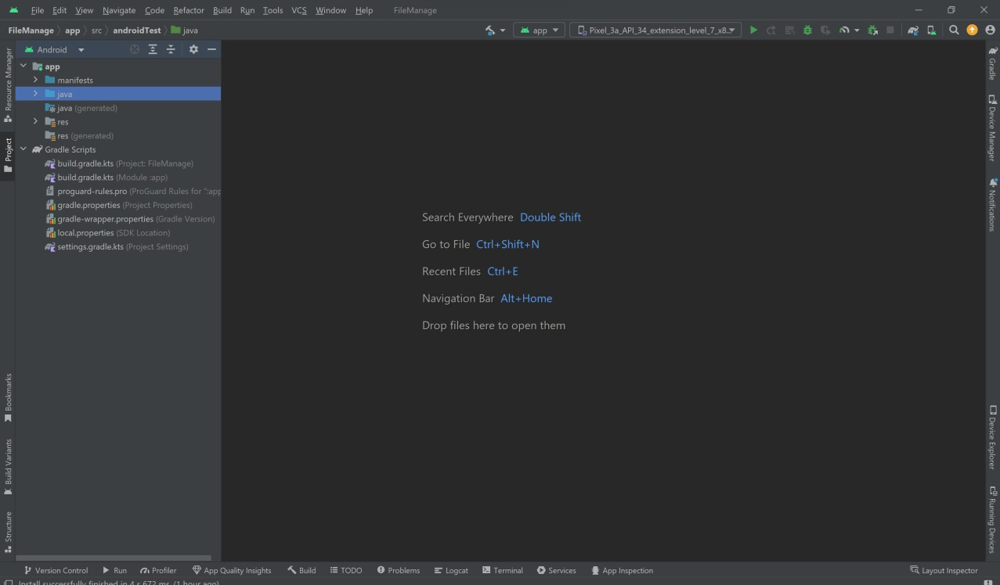 File Edit View Navigate Code Refactor Build Run Tools VCS Window Help FileManage
FileManage app src androidTest java
app Pixel_3a_API_34_extension_level_7_x8..
Android
app
manifests
java
java (generated)
res
res (generated)
Gradle Scripts
build.gradle.kts (Project: FileManage)
build.gradle.kts (Module :app)
proguard-rules.pro (ProGuard Rules for ":app
gradle.properties (Project Properties)
gradle-wrapper.properties (Gradle Version)
local.properties (SDK Location)
settings.gradle.kts (Project Settings)
Resource Manager
Project
Bookmarks
Build Variants
Structure
Search Everywhere Double Shift
Go to File Ctrl+Shift+N
Recent Files Ctrl+E
Navigation Bar Alt+Home
Drop files here to open them
Gradle
Device Manager
Notifications
Device Explorer
Running Devices
Version Control Run Profiler App Quality Insights Build TODO Problems Logcat Terminal Services App Inspection Layout Inspector
Install successfully finished in 4 s 672 ms. (1 hour ago)